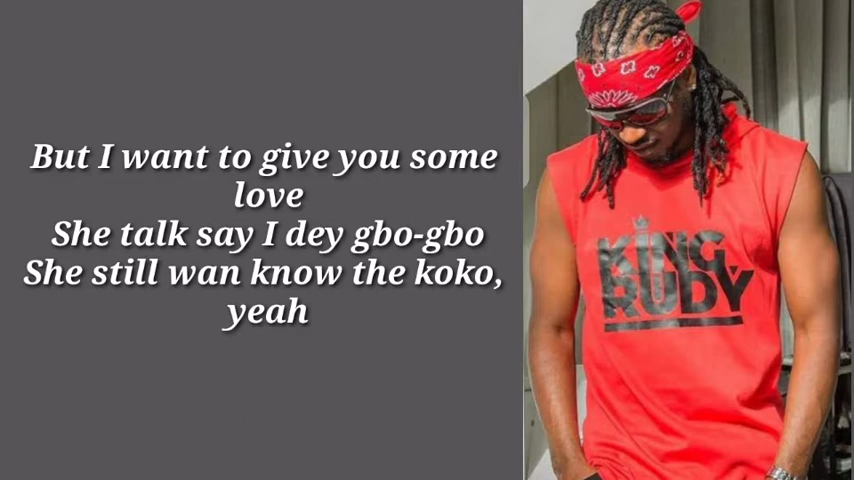 But I want to give you some
love
She talk say I dey gbo-gbo
She still wan know the koko,
yeah
KING
RUDY